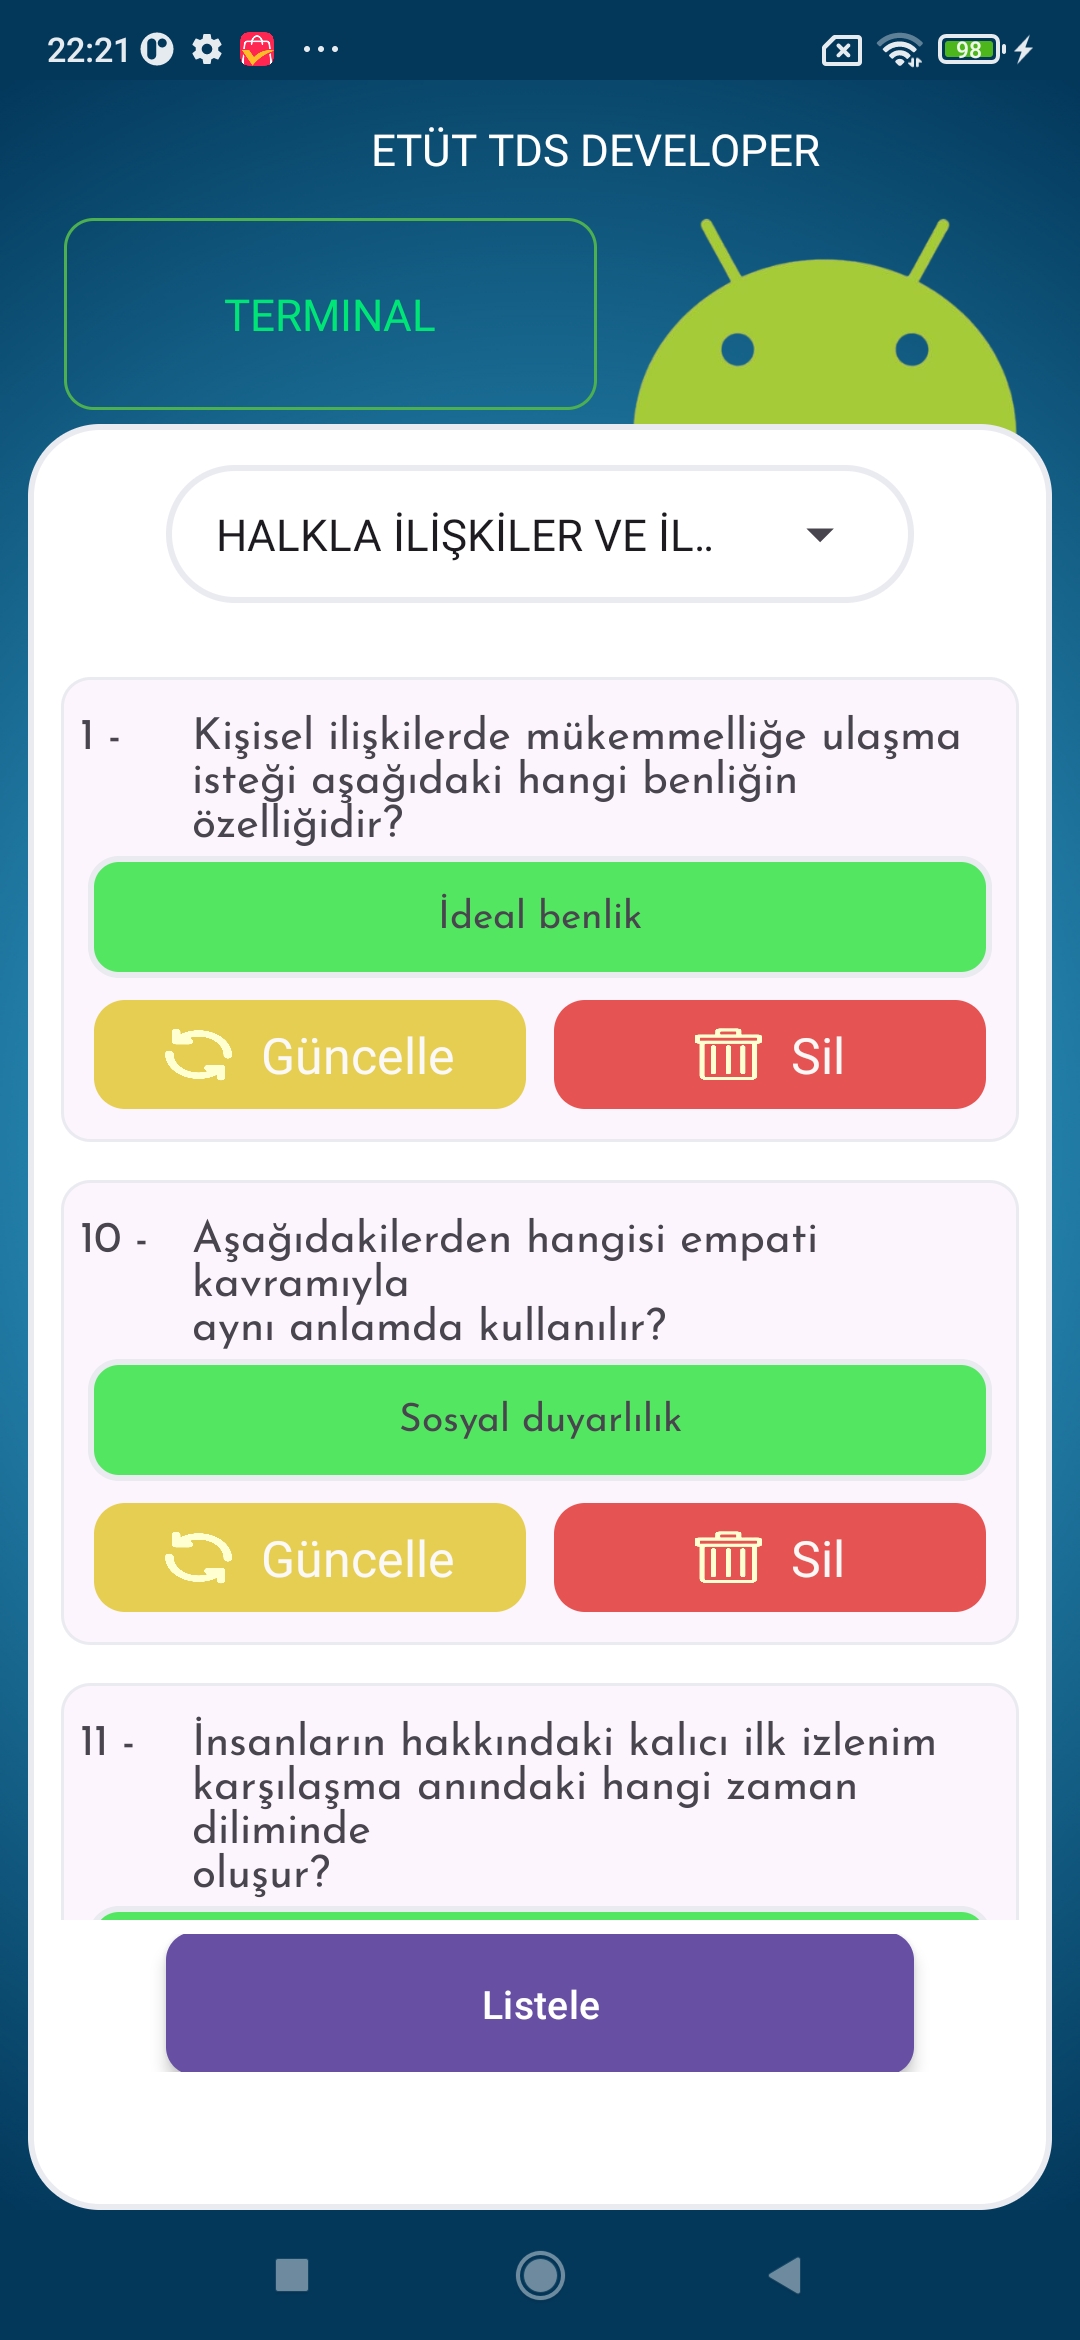 22:21
98
ETÜT TDS DEVELOPER
TERMINAL
HALKLA İLİŞKİLER VE İL..
1 - Kişisel ilişkilerde mükemmelliğe ulaşma
isteği aşağıdaki hangi benliğin
özelliğidir?
İdeal benlik
Güncelle Sil
10 - Aşağıdakilerden hangisi empati
kavramıyla
aynı anlamda kullanılır?
Sosyal duyarlılık
Güncelle Sil
11 - İnsanların hakkındaki kalıcı ilk izlenim
karşılaşma anındaki hangi zaman
diliminde
oluşur?
Listele